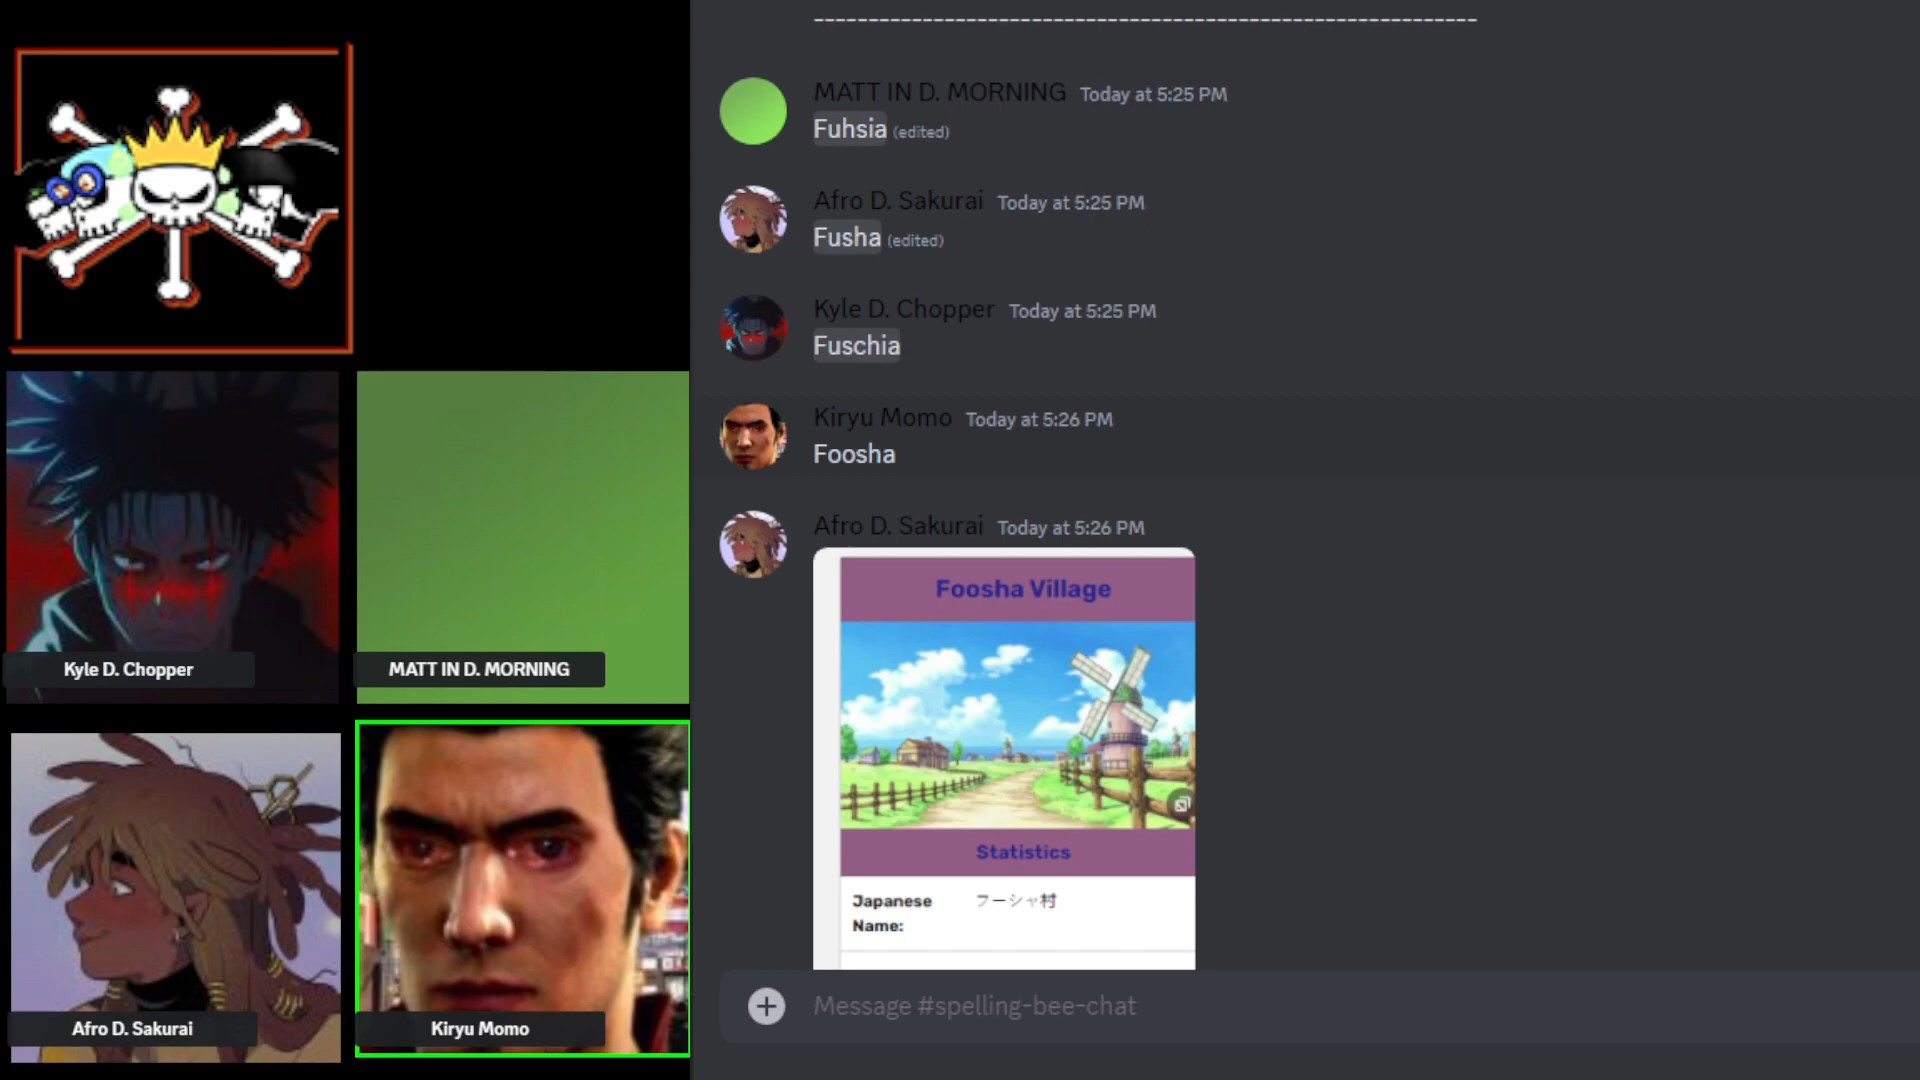 MATT IN D. MORNING Today at 5:25 PM
Fuhsia (edited)
Afro D. Sakurai Today at 5:25 PM
Fusha (edited)
Kyle D. Chopper Today at 5:25 PM
Fuschia
Kiryu Momo Today at 5:26 PM
Foosha
Afro D. Sakurai Today at 5:26 PM
Foosha Village
Statistics
Japanese Name: フーシャ村
Message #spelling-bee-chat
Kyle D. Chopper
MATT IN D. MORNING
Afro D. Sakurai
Kiryu Momo